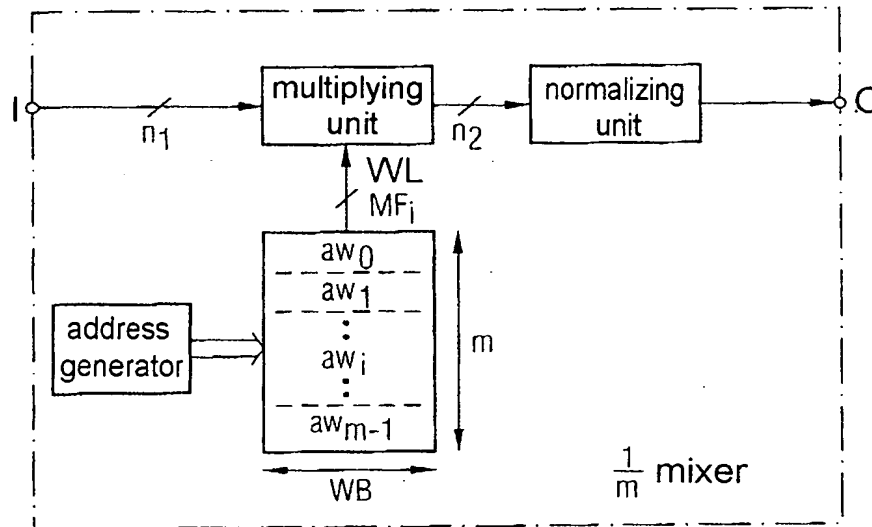 I
n1
multiplying
unit
n2
normalizing
unit
O
WL
MFi
aw0
aw1
awi
awm-1
address
generator
m
WB
1/m mixer